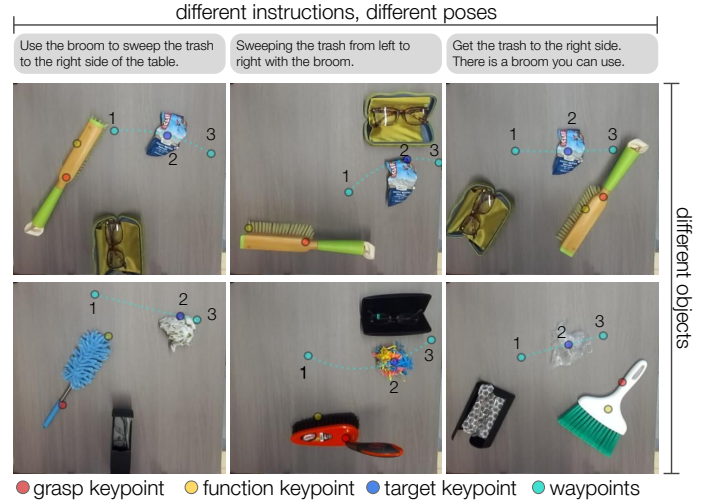 different instructions, different poses
Use the broom to sweep the trash
to the right side of the table.
Sweeping the trash from left to
right with the broom.
Get the trash to the right side.
There is a broom you can use.
1
2
3
1
2
3
1
2
3
different objects
1
2
3
1
2
3
1
2
3
grasp keypoint
function keypoint
target keypoint
waypoints